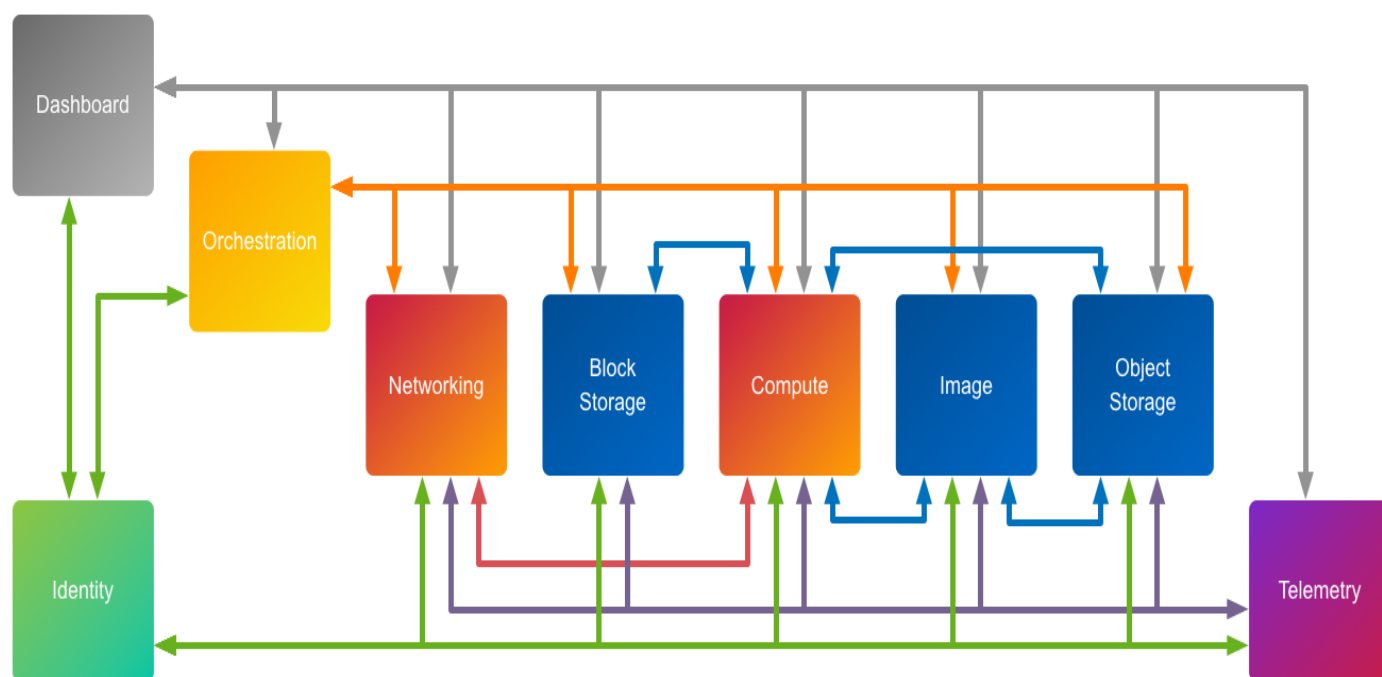 Dashboard
Orchestration
Networking
Block
Storage
Compute
Image
Object
Storage
Identity
Telemetry